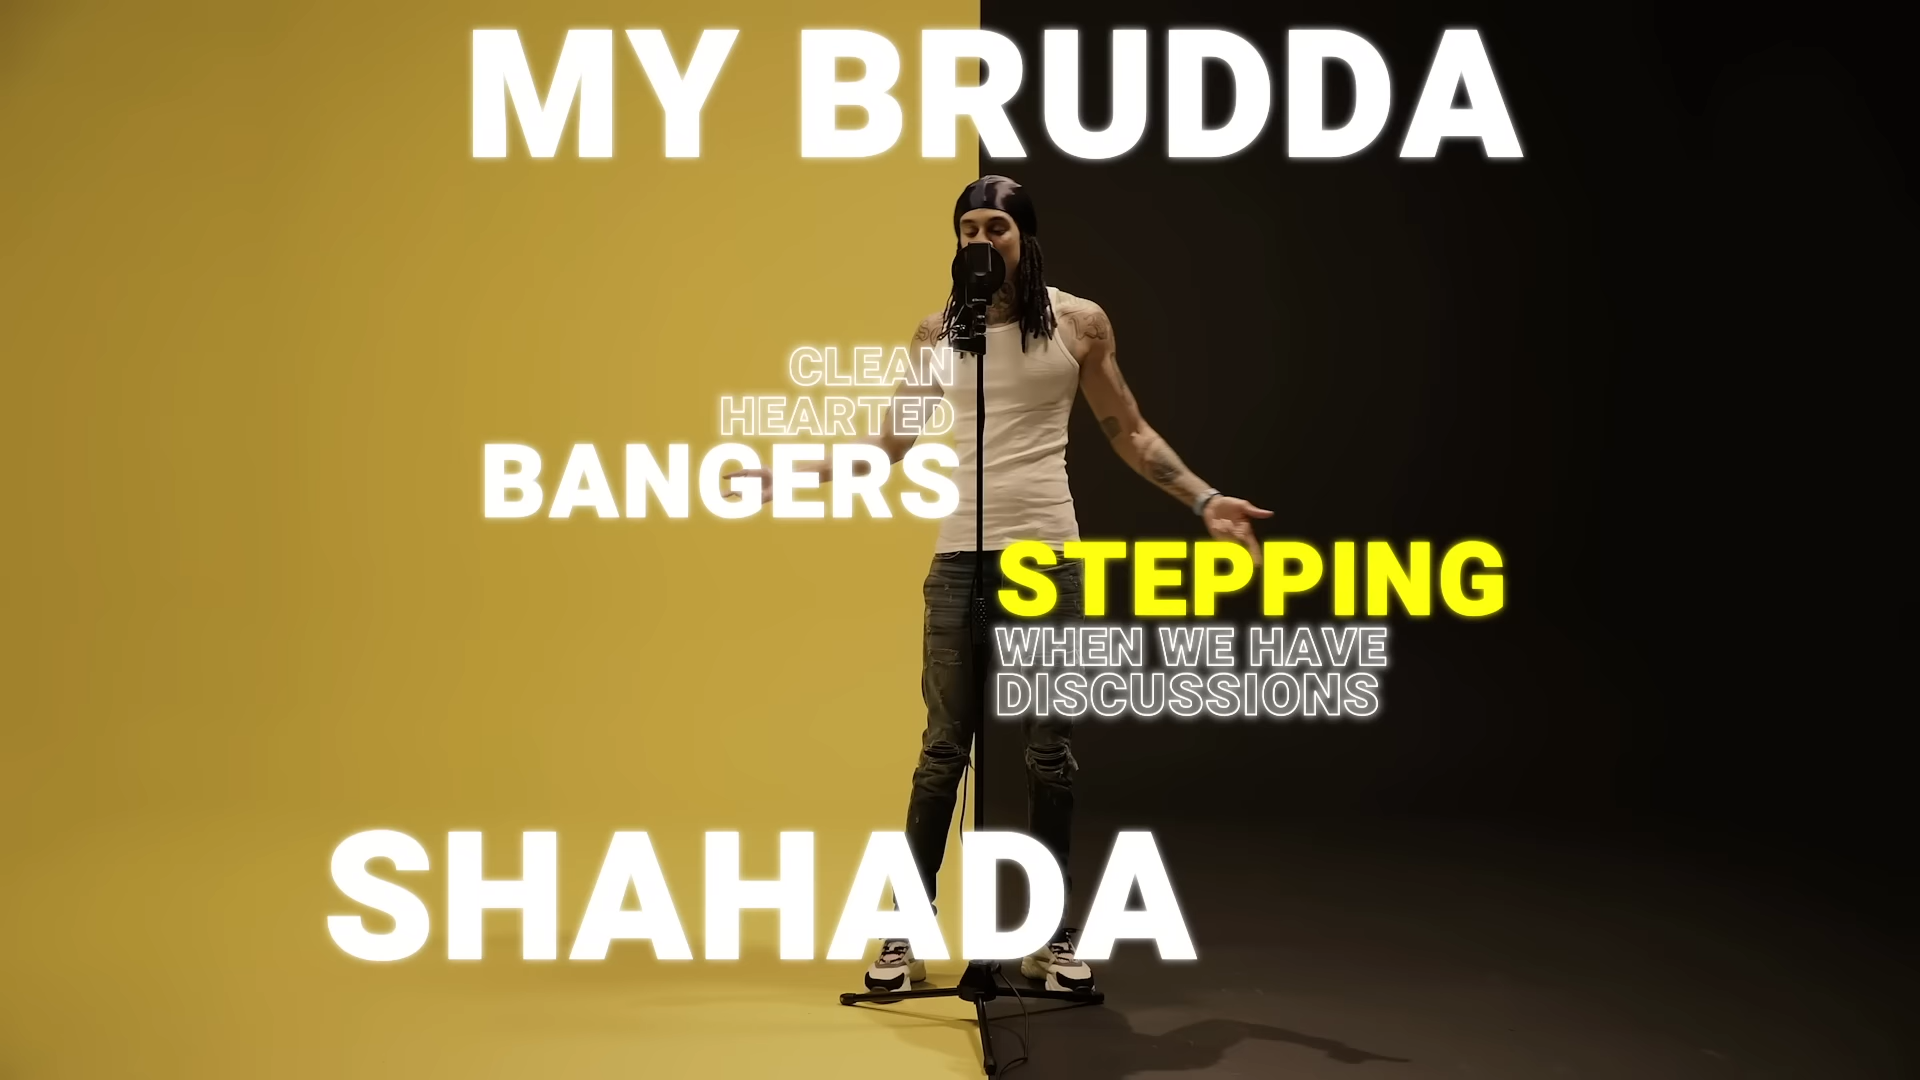 MY BRUDDA
CLEAN
HEARTED
BANGERS
STEPPING
WHEN WE HAVE
DISCUSSIONS
SHAHADA